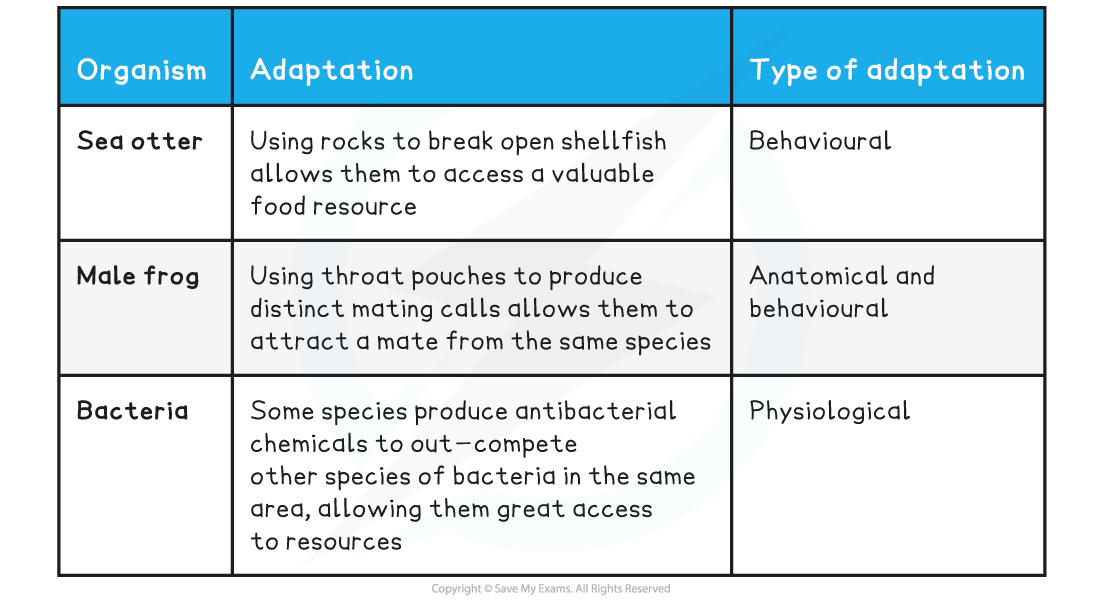 Organism
Adaptation
Type of adaptation
Sea otter
Using rocks to break open shellfish
allows them to access a valuable
food resource
Behavioural
Male frog
Using throat pouches to produce
distinct mating calls allows them to
attract a mate from the same species
Anatomical and
behavioural
Bacteria
Some species produce antibacterial
chemicals to out–compete
other species of bacteria in the same
area, allowing them great access
to resources
Physiological
Copyright © Save My Exams. All Rights Reserved